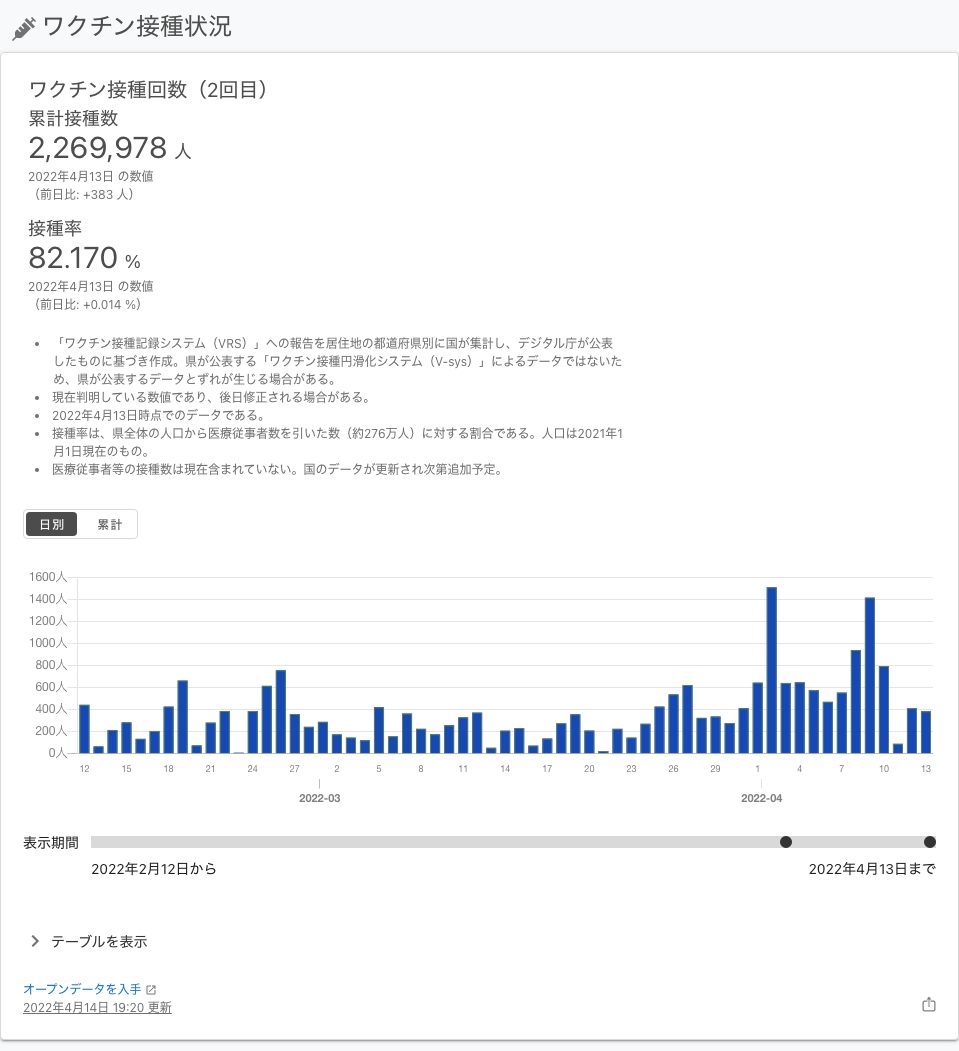 ワクチン接種状況
ワクチン接種回数（2回目）
累計接種数
2,269,978 人
2022年4月13日 の数値
（前日比: +383 人）
接種率
82.170 %
2022年4月13日 の数値
（前日比: +0.014 %）
• 「ワクチン接種記録システム（VRS）」への報告を居住地の都道府県別に国が集計し、デジタル庁が公表
したものに基づき作成。県が公表する「ワクチン接種円滑化システム（V-sys）」によるデータではないた
め、県が公表するデータとずれが生じる場合がある。
• 現在判明している数値であり、後日修正される場合がある。
• 2022年4月13日時点でのデータである。
• 接種率は、県全体の人口から医療従事者数を引いた数（約276万人）に対する割合である。人口は2021年1
月1日現在のもの。
• 医療従事者等の接種数は現在含まれていない。国のデータが更新され次第追加予定。
日別 累計
1600人
1400人
1200人
1000人
800人
600人
400人
200人
0人
12 15 18 21 24 27 2 5 8 11 14 17 20 23 26 29 1 4 7 10 13
2022-03 2022-04
表示期間
2022年2月12日から 2022年4月13日まで
テーブルを表示
オープンデータを入手
2022年4月14日 19:20 更新